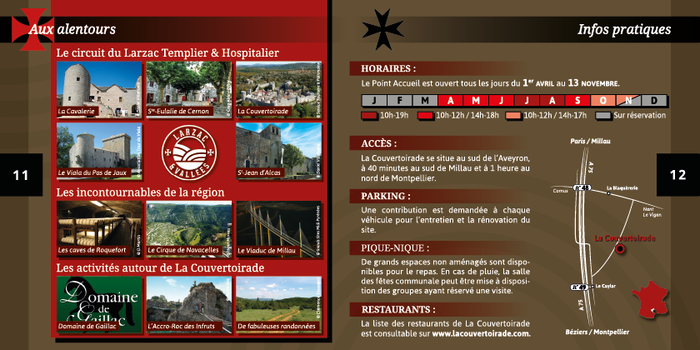 Aux alentours
Le circuit du Larzac Templier & Hospitalier
La Cavalerie
Ste-Eulalie de Cernon
La Couvertoirade
Le Viala du Pas de Jaux
LARZAC
& VALLÉES
St-Jean d'Alcas
11
Les incontournables de la région
Les caves de Roquefort
Le Cirque de Navacelles
Le Viaduc de Millau
Les activités autour de La Couvertoirade
Domaine
de
Gaillac
Domaine de Gaillac
L'Accro-Roc des Infruts
De fabuleuses randonnées
Infos pratiques
HORAIRES :
Le Point Accueil est ouvert tous les jours du 1er AVRIL au 13 NOVEMBRE.
J F M A M J J A S O N D
10h-19h 10h-12h / 14h-18h 10h-12h / 14h-17h Sur réservation
ACCÈS :
La Couvertoirade se situe au sud de l'Aveyron,
à 40 minutes au sud de Millau et à 1 heure au
nord de Montpellier.
PARKING :
Une contribution est demandée à chaque
véhicule pour l'entretien et la rénovation du
site.
PIQUE-NIQUE :
De grands espaces non aménagés sont dispo-
nibles pour le repas. En cas de pluie, la salle
des fêtes communale peut être mise à disposi-
tion des groupes ayant réservé une visite.
RESTAURANTS :
La liste des restaurants de La Couvertoirade
est consultable sur www.lacouvertoirade.com.
Paris / Millau
A 75
n° 48
La Blaquèrerie
Cornus
Nant
Le Vigan
La Couvertoirade
n° 49
Le Caylar
A 75
Béziers / Montpellier
12